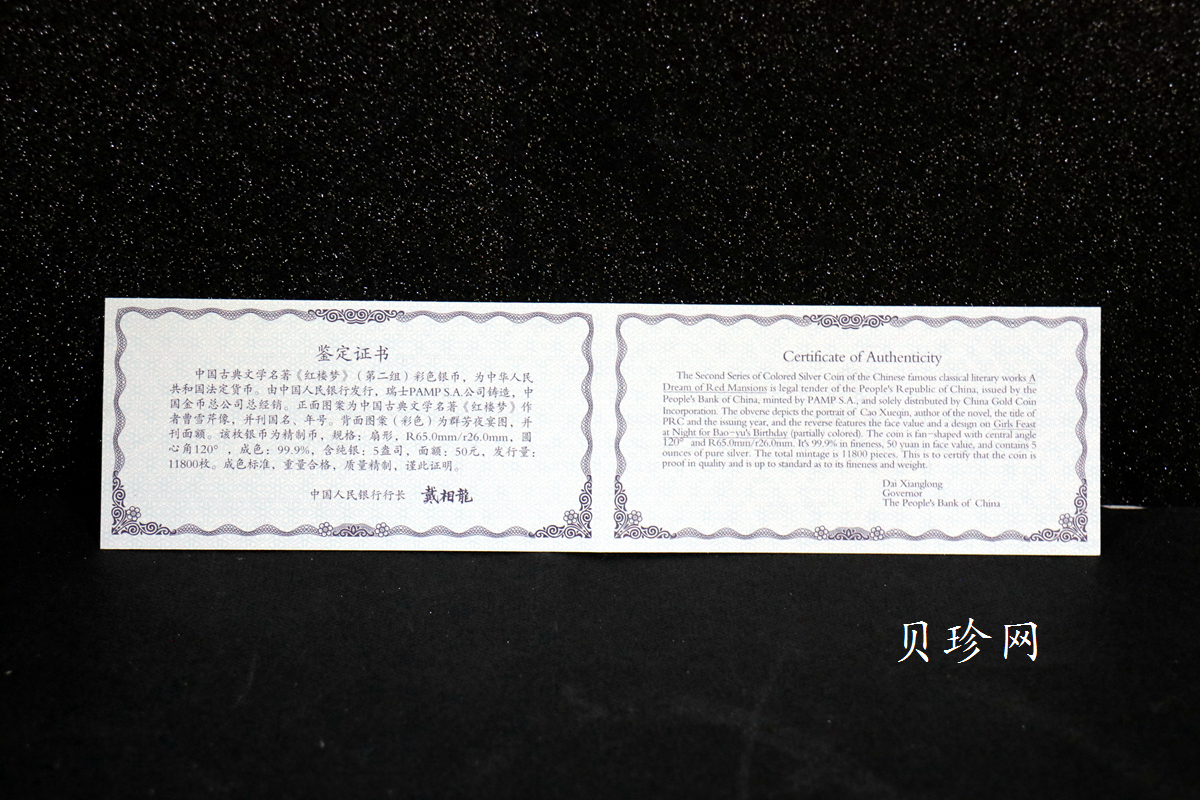 鉴定证书
中国古典文学名著《红楼梦》（第二组）彩色银币，为中华人民
共和国法定货币。由中国人民银行发行，瑞士PAMP S.A.公司铸造，中
国金币总公司总经销。正面图案为中国古典文学名著《红楼梦》作
者曹雪芹像，并刊国名、年号。背面图案（彩色）为群芳夜宴图，并
刊面额。该枚银币为精制币，规格：扇形，R65.0mm/r26.0mm，圆
心角120°，成色：99.9%，含纯银：5盎司，面额：50元，发行量：
11800枚。成色标准，重量合格，质量精制，谨此证明。
中国人民银行行长 戴相龍
Certificate of Authenticity
The Second Series of Colored Silver Coin of the Chinese famous classical literary works A
Dream of Red Mansions is legal tender of the People's Republic of China, issued by the
People's Bank of China, minted by PAMP S.A., and solely distributed by China Gold Coin
Incorporation. The obverse depicts the portrait of Cao Xueqin, author of the novel, the title of
PRC and the issuing year, and the reverse features the face value and a design on Girls Feast
at Night for Bao-yu's Birthday (partially colored). The coin is fan-shaped with central angle
120° and R65.0mm/r26.0mm. It's 99.9% in fineness, 50 yuan in face value, and contains 5
ounces of pure silver. The total mintage is 11800 pieces. This is to certify that the coin is
proof in quality and is up to standard as to its fineness and weight.
Dai Xianglong
Governor
The People's Bank of China
贝珍网